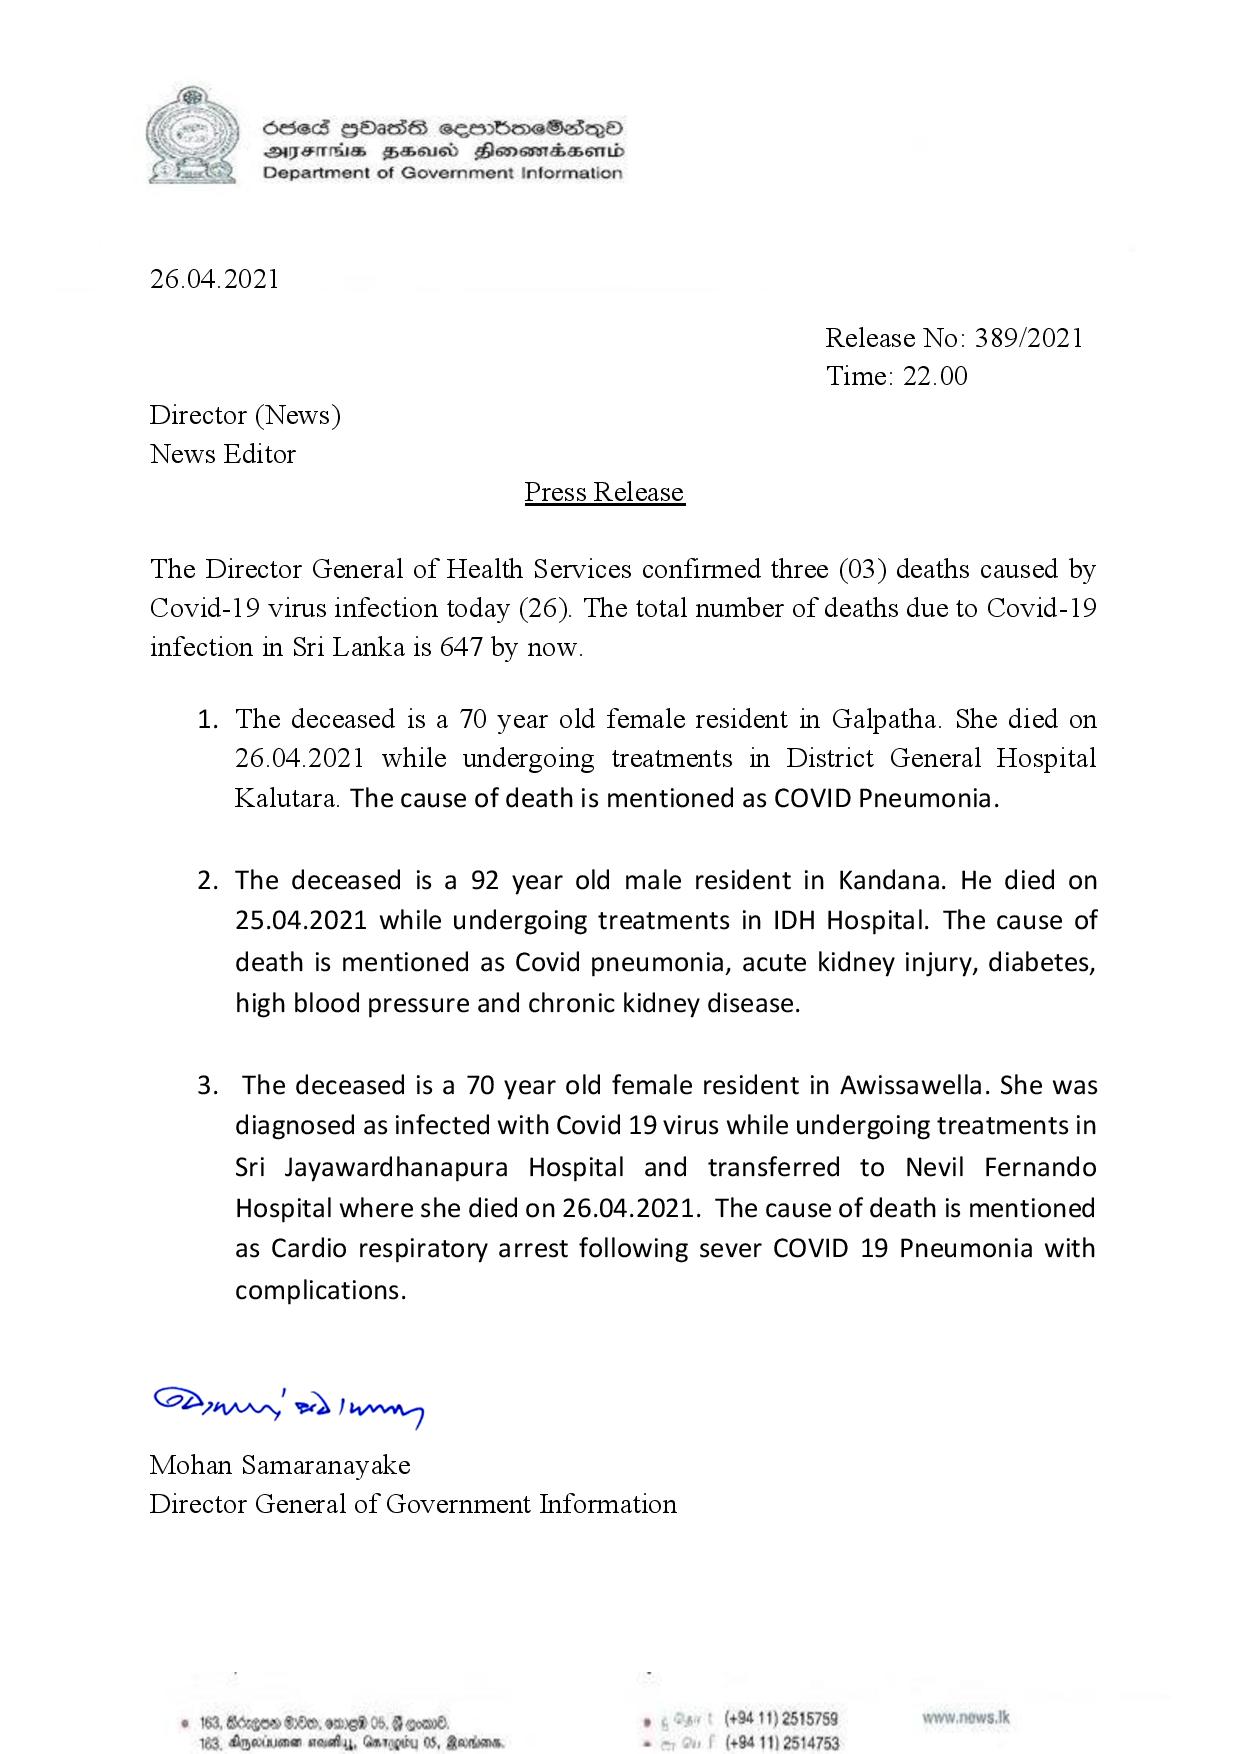 රජයේ ප්‍රවෘත්ති දෙපාර්තමේන්තුව
அரசாங்க தகவல் திணைக்களம்
Department of Government Information
26.04.2021
Release No: 389/2021
Time: 22.00
Director (News)
News Editor
Press Release
The Director General of Health Services confirmed three (03) deaths caused by
Covid-19 virus infection today (26). The total number of deaths due to Covid-19
infection in Sri Lanka is 647 by now.
1. The deceased is a 70 year old female resident in Galpatha. She died on
26.04.2021 while undergoing treatments in District General Hospital
Kalutara. The cause of death is mentioned as COVID Pneumonia.
2. The deceased is a 92 year old male resident in Kandana. He died on
25.04.2021 while undergoing treatments in IDH Hospital. The cause of
death is mentioned as Covid pneumonia, acute kidney injury, diabetes,
high blood pressure and chronic kidney disease.
3. The deceased is a 70 year old female resident in Awissawella. She was
diagnosed as infected with Covid 19 virus while undergoing treatments in
Sri Jayawardhanapura Hospital and transferred to Nevil Fernando
Hospital where she died on 26.04.2021. The cause of death is mentioned
as Cardio respiratory arrest following sever COVID 19 Pneumonia with
complications.
Mohan Samaranayake
Director General of Government Information
163, කිරුලපන මාවත, කොළඹ 05, ශ්‍රී ලංකාව.
163, கிருலப்பனை எவனியூ, கொழும்பு 05, இலங்கை.
(+94 11) 2515759
(+94 11) 2514753
www.news.lk